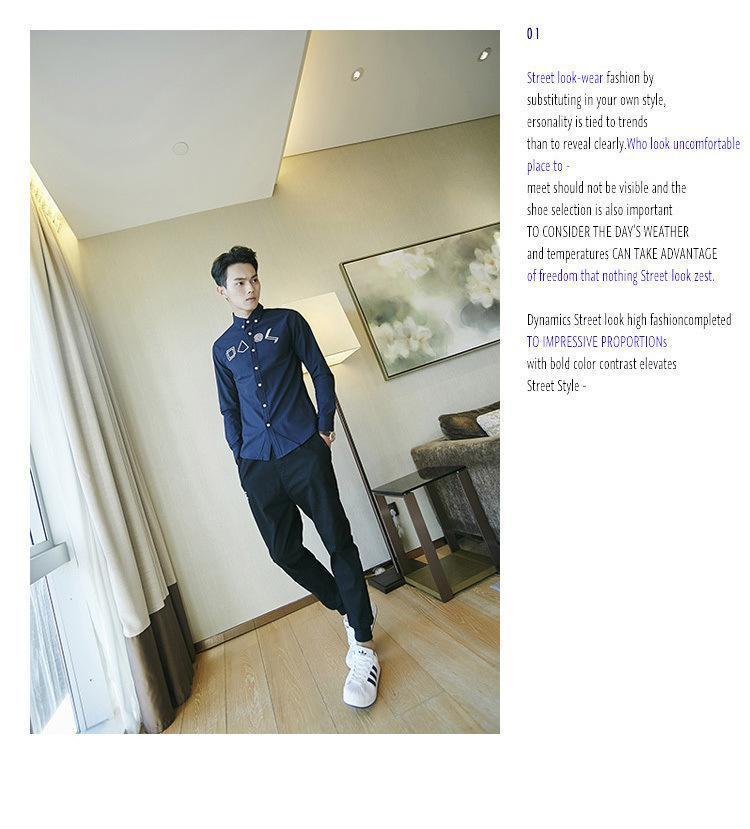 01
Street look-wear fashion by
substituting in your own style,
ersonality is tied to trends
than to reveal clearly.Who look uncomfortable
place to -
meet should not be visible and the
shoe selection is also important
TO CONSIDER THE DAY'S WEATHER
and temperatures CAN TAKE ADVANTAGE
of freedom that nothing Street look zest.
Dynamics Street look high fashioncompleted
TO IMPRESSIVE PROPORTIONs
with bold color contrast elevates
Street Style -